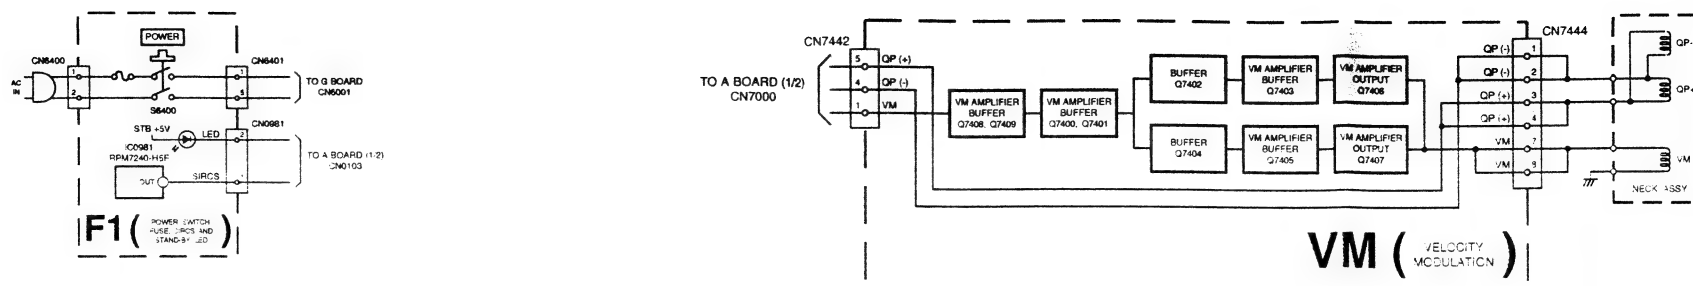 POWER
CN6400
CN6401
AC
IN
1
2
1
5
TO G BOARD
CN6001
S6400
CN0981
STB +5V
LED
2
IC0981
RPM7240-H5F
TO A BOARD (1/2)
CN0103
OUT
SIRCS
F1 (POWER SWITCH
FUSE, SIRCS AND
STAND-BY LED)
CN7442
5
QP (+)
4
QP (-)
1
VM
TO A BOARD (1/2)
CN7000
VM AMPLIFIER
BUFFER
Q7408, Q7409
VM AMPLIFIER
BUFFER
Q7400, Q7401
BUFFER
Q7402
VM AMPLIFIER
BUFFER
Q7403
VM AMPLIFIER
OUTPUT
Q7406
BUFFER
Q7404
VM AMPLIFIER
BUFFER
Q7405
VM AMPLIFIER
OUTPUT
Q7407
CN7444
QP (-)
1
QP (-)
2
QP (+)
3
QP (+)
4
VM
7
VM
QP-
QP+
VM
NECK ASSY
VM (VELOCITY
MODULATION)